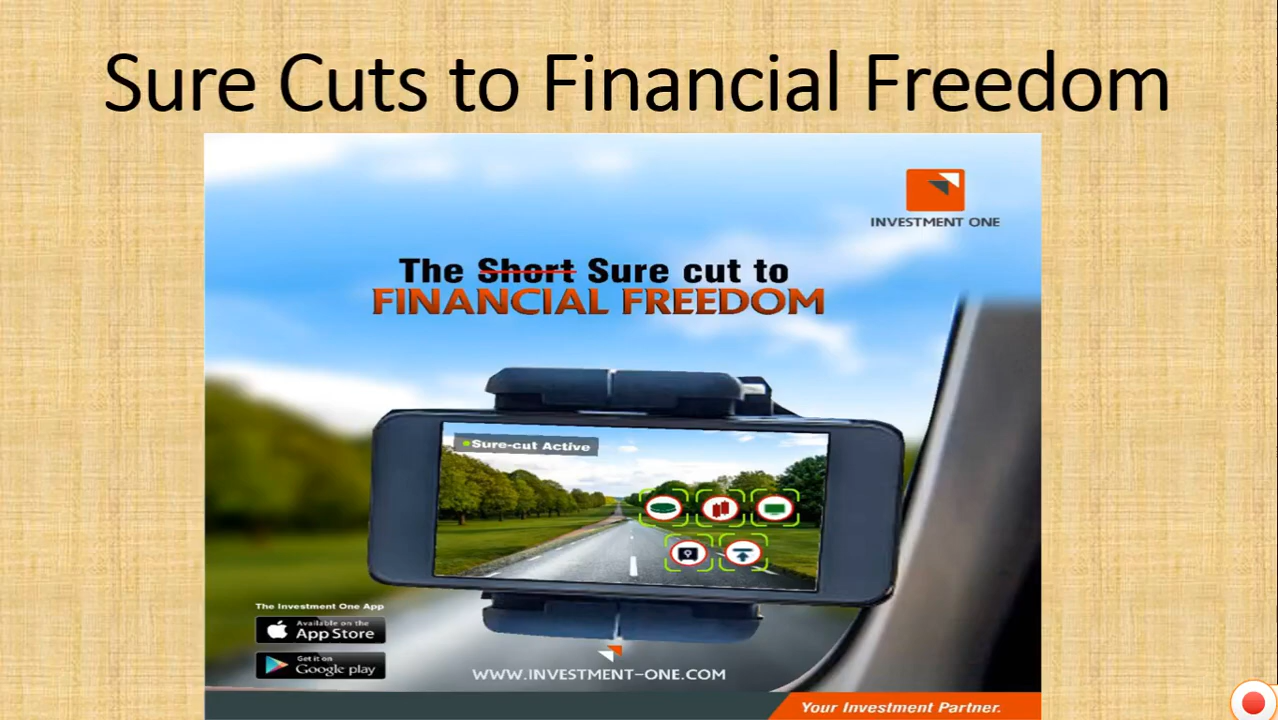 Sure Cuts to Financial Freedom
INVESTMENT ONE
The Short Sure cut to
FINANCIAL FREEDOM
Sure-cut Active
The Investment One App
Available on the
App Store
Get it on
Google play
WWW.INVESTMENT-ONE.COM
Your Investment Partner.